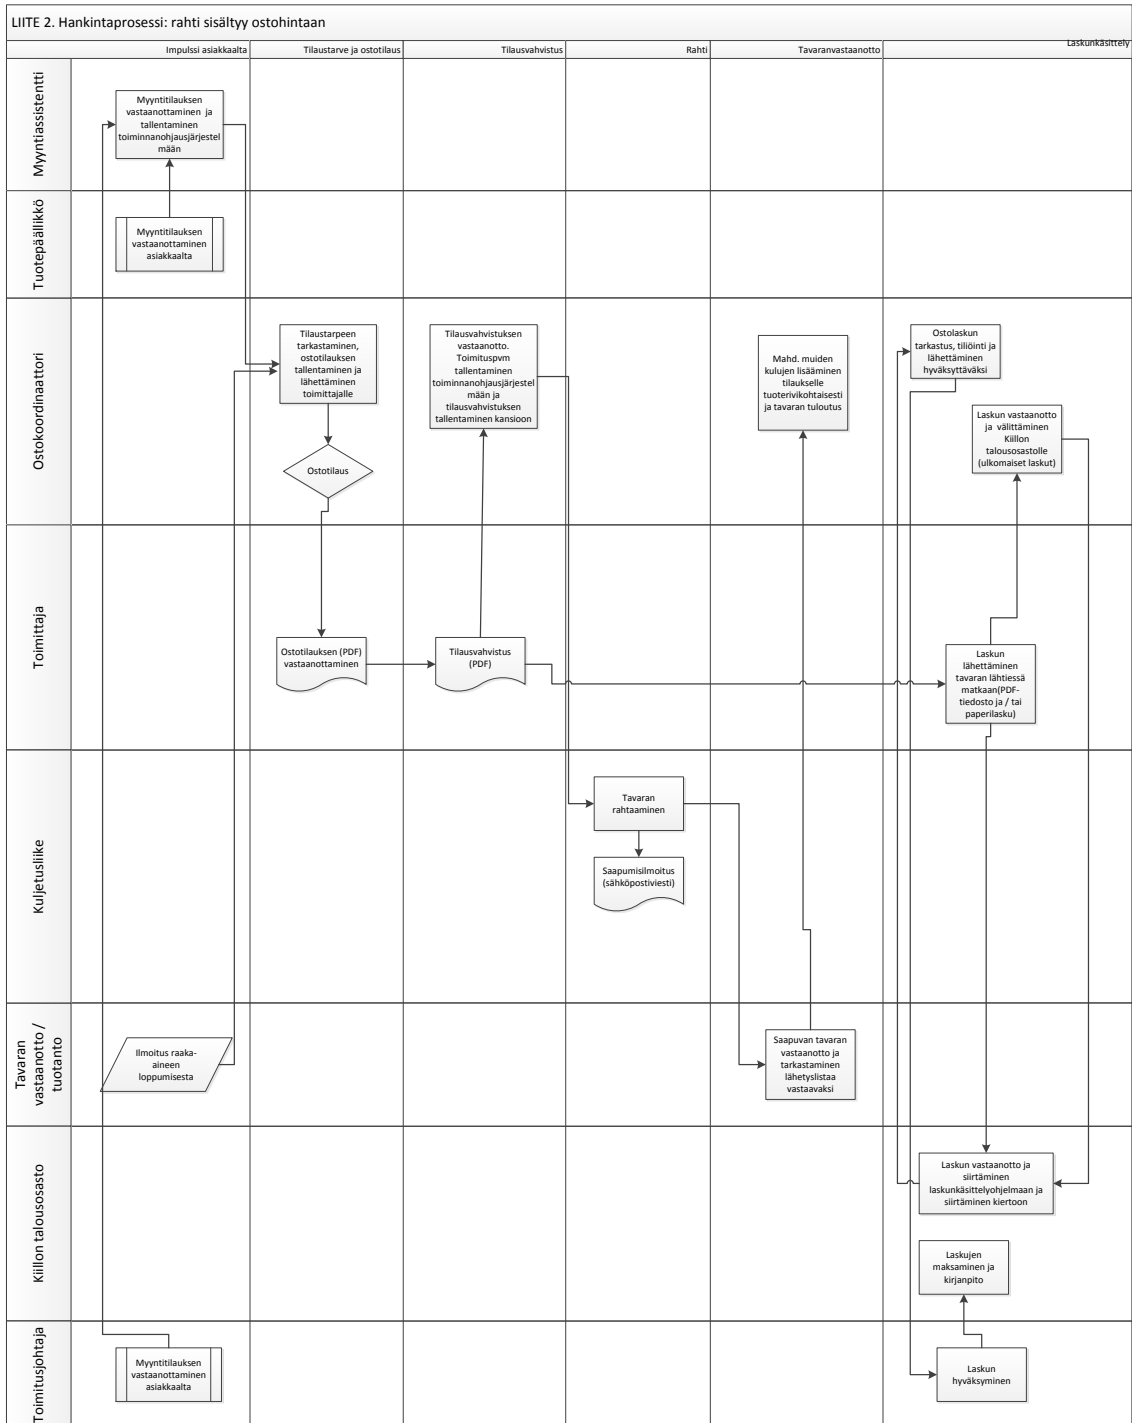 LIITE 2. Hankintaprosessi: rahti sisältyy ostohintaan
Impulssi asiakkaalta
Tilaustarve ja ostotilaus
Tilausvahvistus
Rahti
Tavaranvastaanotto
Laskunkäsittely
Myyntiassistentti
Myyntitilauksen
vastaanottaminen ja
tallentaminen
toiminnanohjausjärjestel
mään
Tuotepäällikkö
Myyntitilauksen
vastaanottaminen
asiakkaalta
Ostokoordinaattori
Tilaustarpeen
tarkastaminen,
ostotilauksen
tallentaminen ja
lähettäminen
toimittajalle
Ostotilaus
Tilausvahvistuksen
vastaanotto.
Toimituspvm
tallentaminen
toiminnanohjausjärjestel
mään ja
tilausvahvistuksen
tallentaminen kansioon
Mahd. muiden
kulujen lisääminen
tilaukselle
tuoterivikohtaisesti
ja tavaran tuloutus
Ostolaskun
tarkastus, tiliöinti ja
lähettäminen
hyväksyttäväksi
Laskun vastaanotto
ja välittäminen
Kiillon
talousosastolle
(ulkomaiset laskut)
Toimittaja
Ostotilauksen (PDF)
vastaanottaminen
Tilausvahvistus
(PDF)
Laskun
lähettäminen
tavaran lähtiessä
matkaan(PDF-
tiedosto ja / tai
paperilasku)
Kuljetusliike
Tavaran
rahtaaminen
Saapumisilmoitus
(sähköpostiviesti)
Tavaran
vastaanotto /
tuotanto
Ilmoitus raaka-
aineen
loppumisesta
Saapuvan tavaran
vastaanotto ja
tarkastaminen
lähetyslistaa
vastaavaksi
Kiillon talousosasto
Laskun vastaanotto ja
siirtäminen
laskunkäsittelyohjelmaan ja
siirtäminen kiertoon
Laskujen
maksaminen ja
kirjanpito
Toimitusjohtaja
Myyntitilauksen
vastaanottaminen
asiakkaalta
Laskun
hyväksyminen